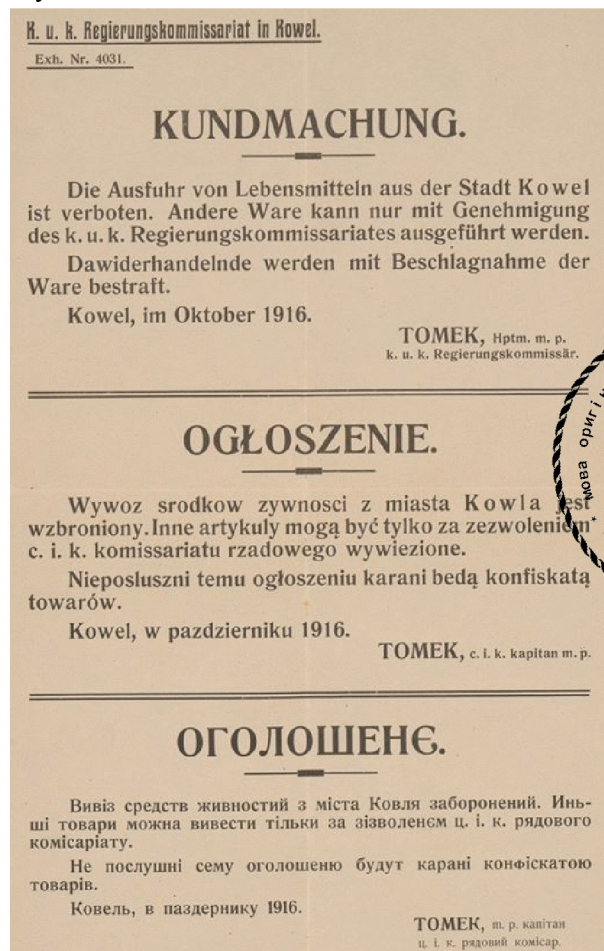 K. u. k. Regierungskommissariat in Kowel.
Exh. Nr. 4031.
KUNDMACHUNG.
Die Ausfuhr von Lebensmitteln aus der Stadt Kowel
ist verboten. Andere Ware kann nur mit Genehmigung
des k. u. k. Regierungskommissariates ausgeführt werden.
Dawiderhandelnde werden mit Beschlagnahme der
Ware bestraft.
Kowel, im Oktober 1916.
TOMEK, Hptm. m. p.
k. u. k. Regierungskommissär.
OGŁOSZENIE.
Wywoz srodkow zywnosci z miasta Kowla jest
wzbroniony. Inne artykuly mogą być tylko za zezwoleniem
c. i. k. komissariatu rzadowego wywiezione.
Nieposluszni temu ogłoszeniu karani bedą konfiskatą
towarów.
Kowel, w pazdzierniku 1916.
TOMEK, c. i. k. kapitan m. p.
* мова оригі
ОГОЛОШЕНЄ.
Вивіз средств живностий з міста Ковля заборонений. Инь-
ші товари можна вивести тільки за зізволенєм ц. і. к. рядового
комісаріату.
Не послушні сему оголошеню будут карані конфіскатою
товарів.
Ковель, в паздернику 1916.
ТОМЕК, m. p. капітан
ц. і. к. рядовий комісар.